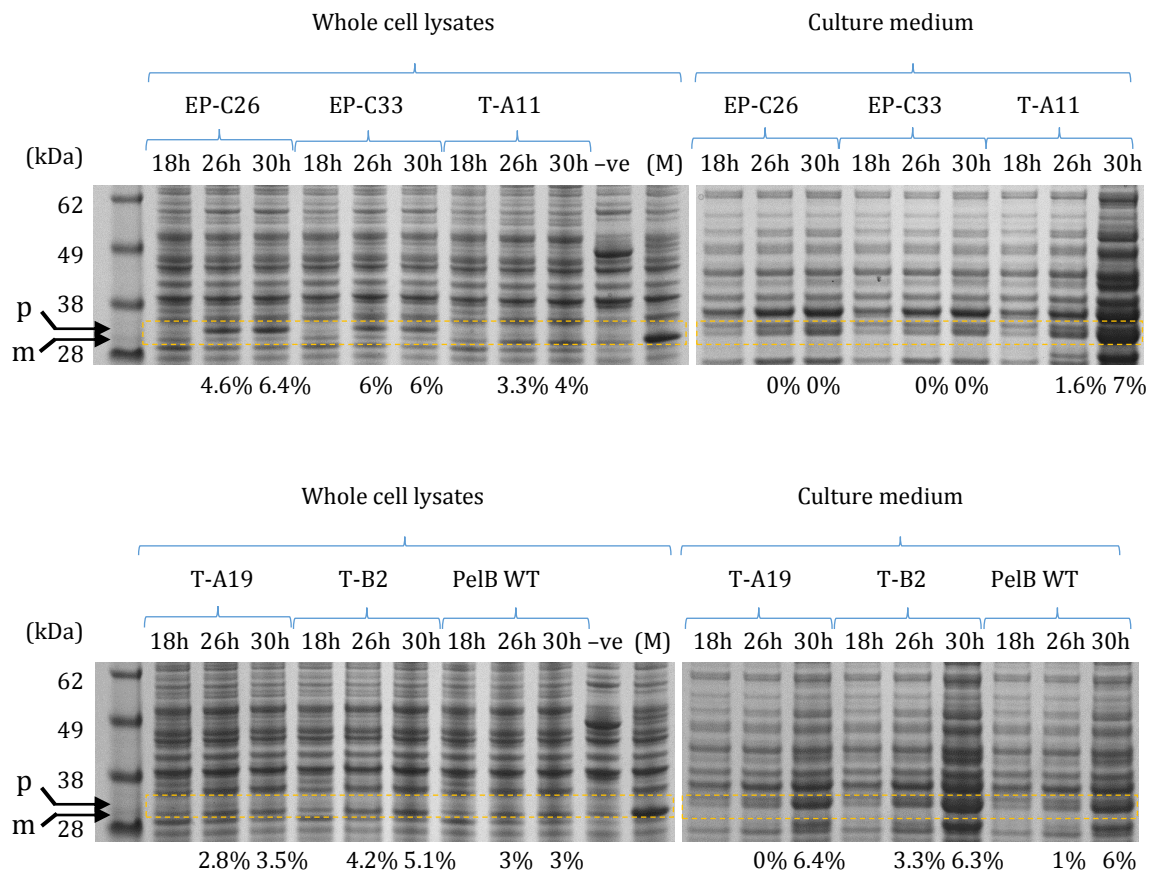 Whole cell lysates Culture medium
EP-C26 EP-C33 T-A11 EP-C26 EP-C33 T-A11
(kDa) 18h 26h 30h 18h 26h 30h 18h 26h 30h –ve (M) 18h 26h 30h 18h 26h 30h 18h 26h 30h
62
49
p 38
m 28
4.6% 6.4% 6% 6% 3.3% 4% 0% 0% 0% 0% 1.6% 7%
Whole cell lysates Culture medium
T-A19 T-B2 PelB WT T-A19 T-B2 PelB WT
(kDa) 18h 26h 30h 18h 26h 30h 18h 26h 30h –ve (M) 18h 26h 30h 18h 26h 30h 18h 26h 30h
62
49
p 38
m 28
2.8% 3.5% 4.2% 5.1% 3% 3% 0% 6.4% 3.3% 6.3% 1% 6%